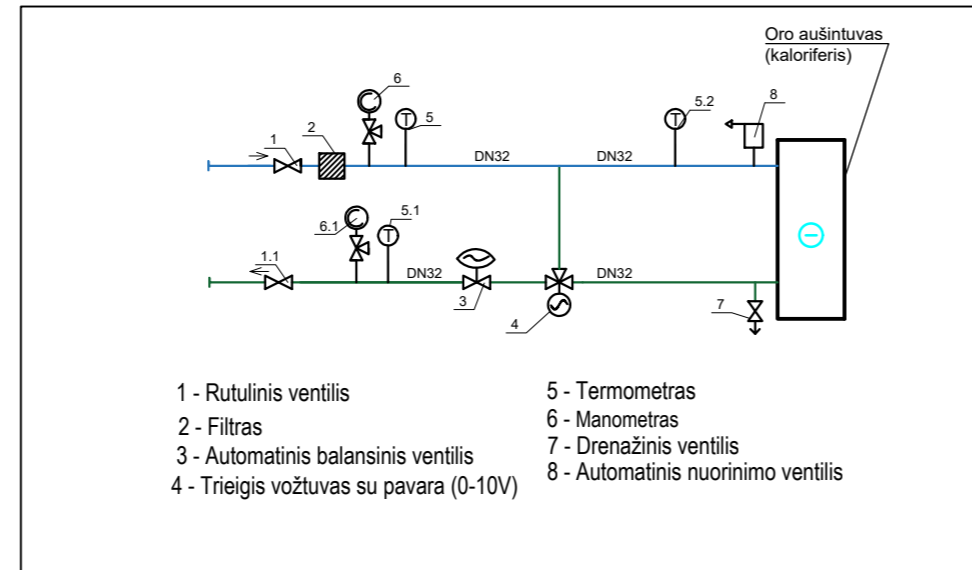 Oro aušintuvas
(kaloriferis)
6
5
5.2
8
1
2
T
T
DN32
DN32
6.1
5.1
T
1.1
DN32
DN32
3
4
7
1 - Rutulinis ventilis
2 - Filtras
3 - Automatinis balansinis ventilis
4 - Trieigis vožtuvas su pavara (0-10V)
5 - Termometras
6 - Manometras
7 - Drenažinis ventilis
8 - Automatinis nuorinimo ventilis